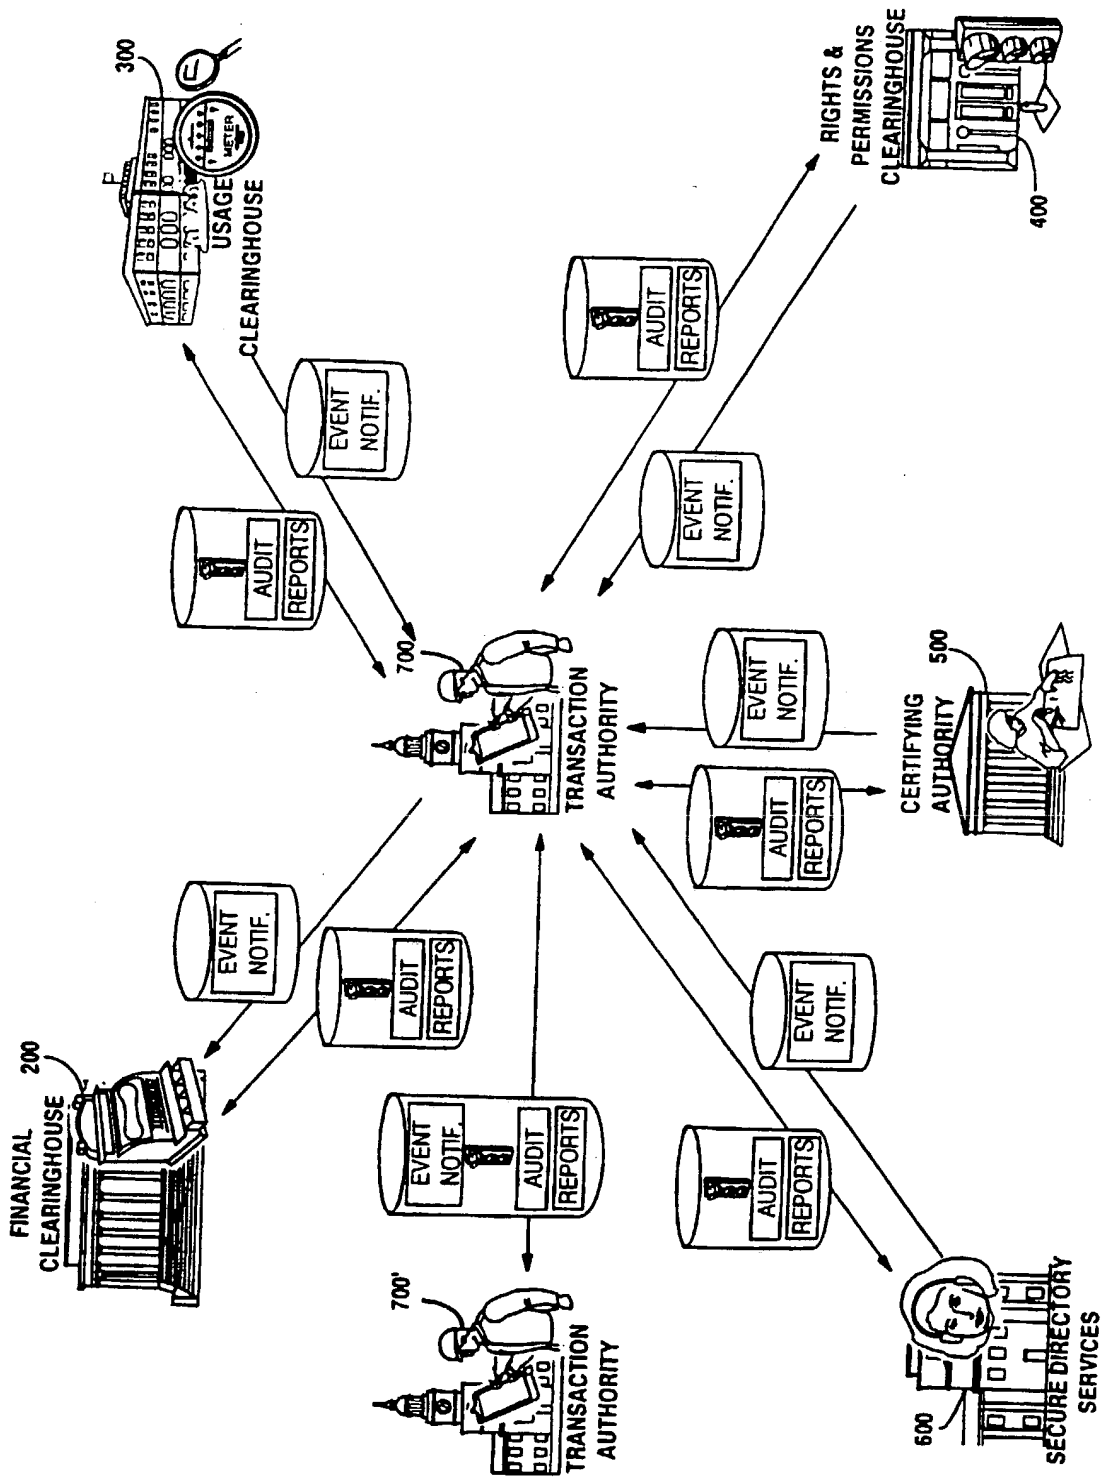 FINANCIAL
CLEARINGHOUSE
200
300
METER
USAGE
CLEARINGHOUSE
EVENT
NOTIF.
AUDIT
REPORTS
EVENT
NOTIF.
AUDIT
REPORTS
700'
TRANSACTION
AUTHORITY
EVENT
NOTIF.
AUDIT
REPORTS
700
TRANSACTION
AUTHORITY
AUDIT
REPORTS
EVENT
NOTIF.
RIGHTS &
PERMISSIONS
CLEARINGHOUSE
400
AUDIT
REPORTS
EVENT
NOTIF.
AUDIT
REPORTS
EVENT
NOTIF.
600
SECURE DIRECTORY
SERVICES
CERTIFYING
AUTHORITY
500